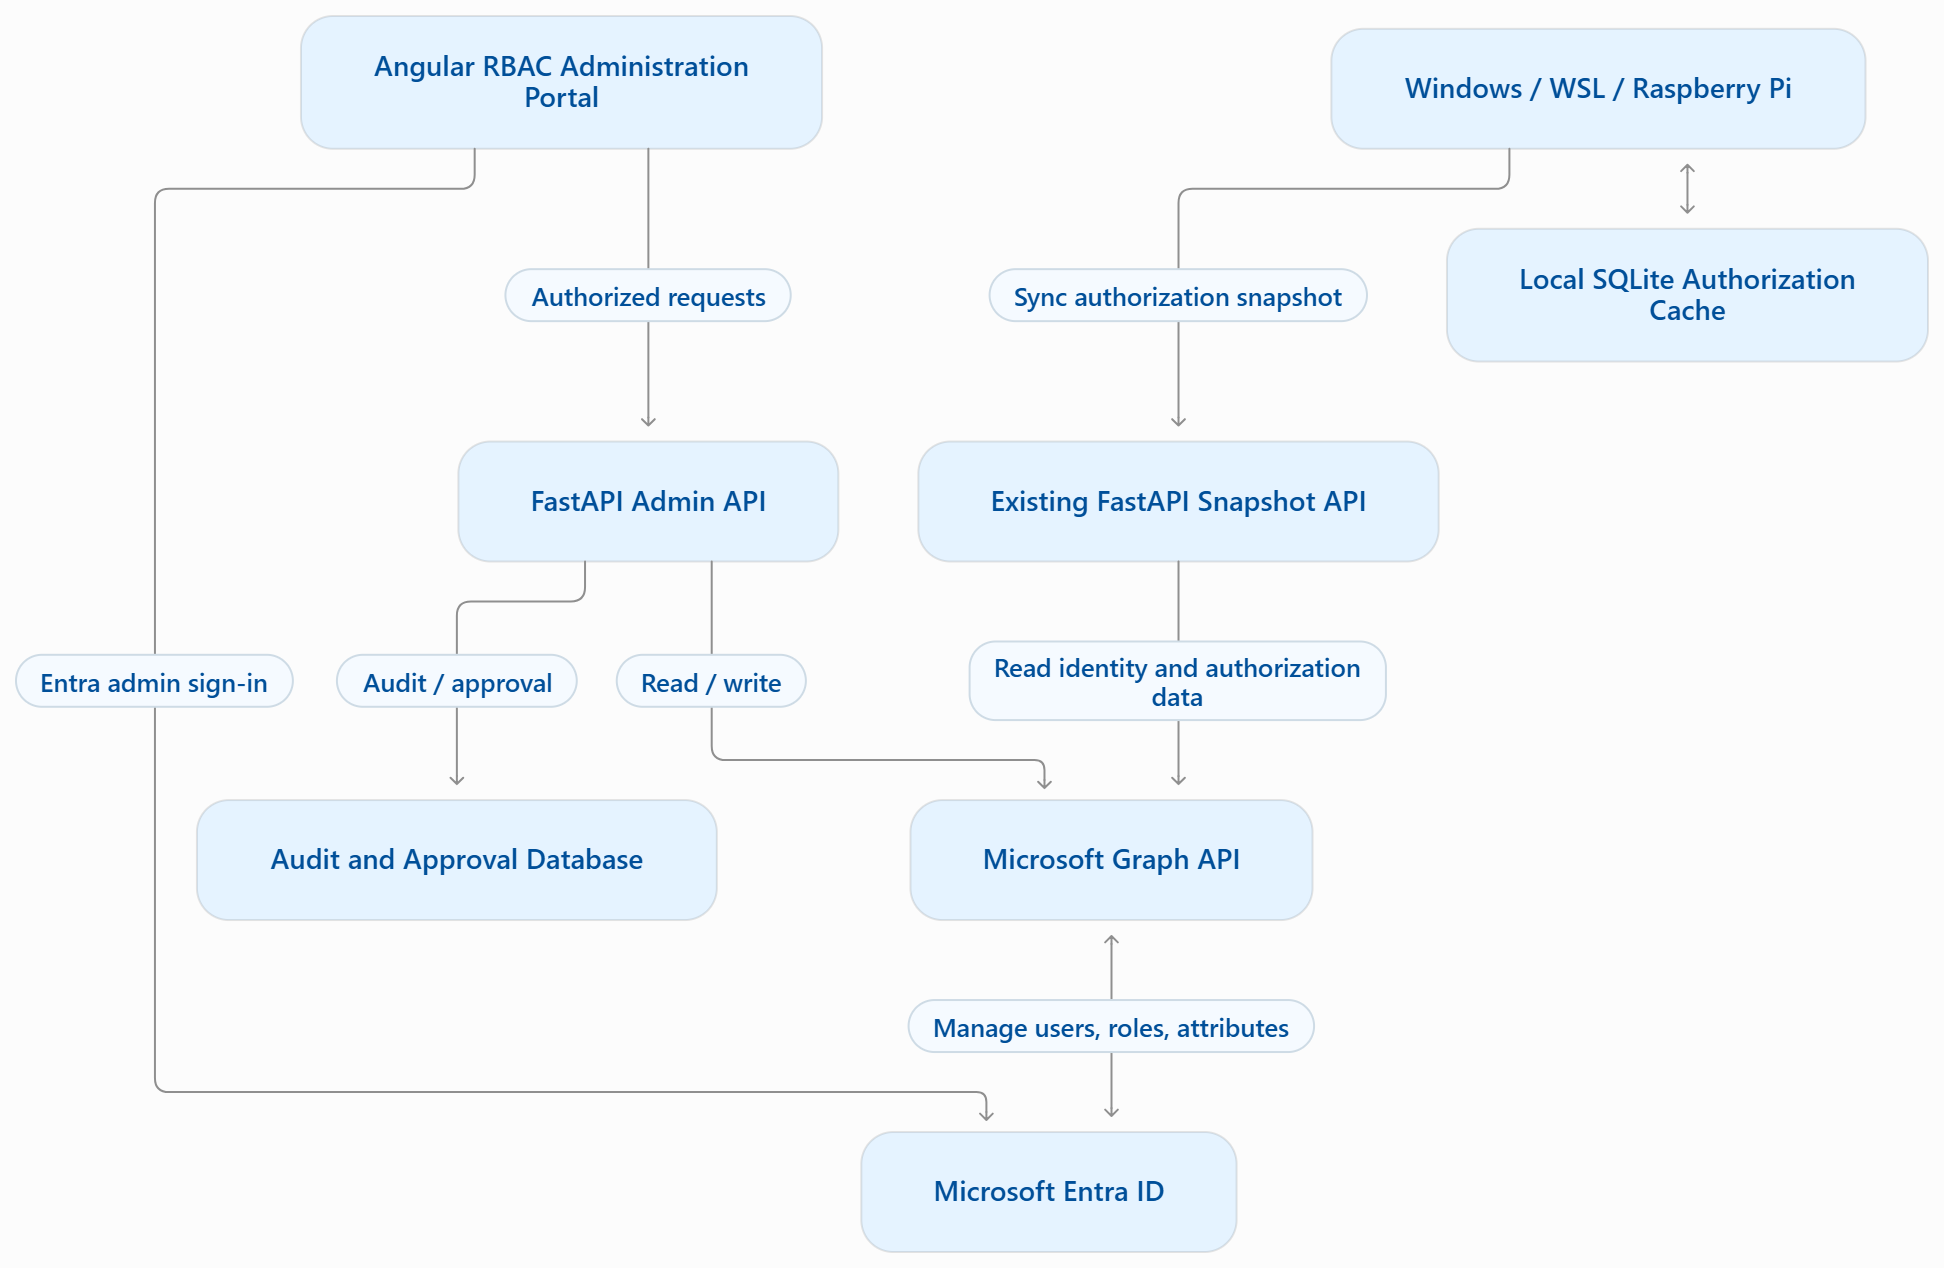 Angular RBAC Administration
Portal
Windows / WSL / Raspberry Pi
Authorized requests
Sync authorization snapshot
Local SQLite Authorization
Cache
FastAPI Admin API
Existing FastAPI Snapshot API
Entra admin sign-in
Audit / approval
Read / write
Read identity and authorization
data
Audit and Approval Database
Microsoft Graph API
Manage users, roles, attributes
Microsoft Entra ID